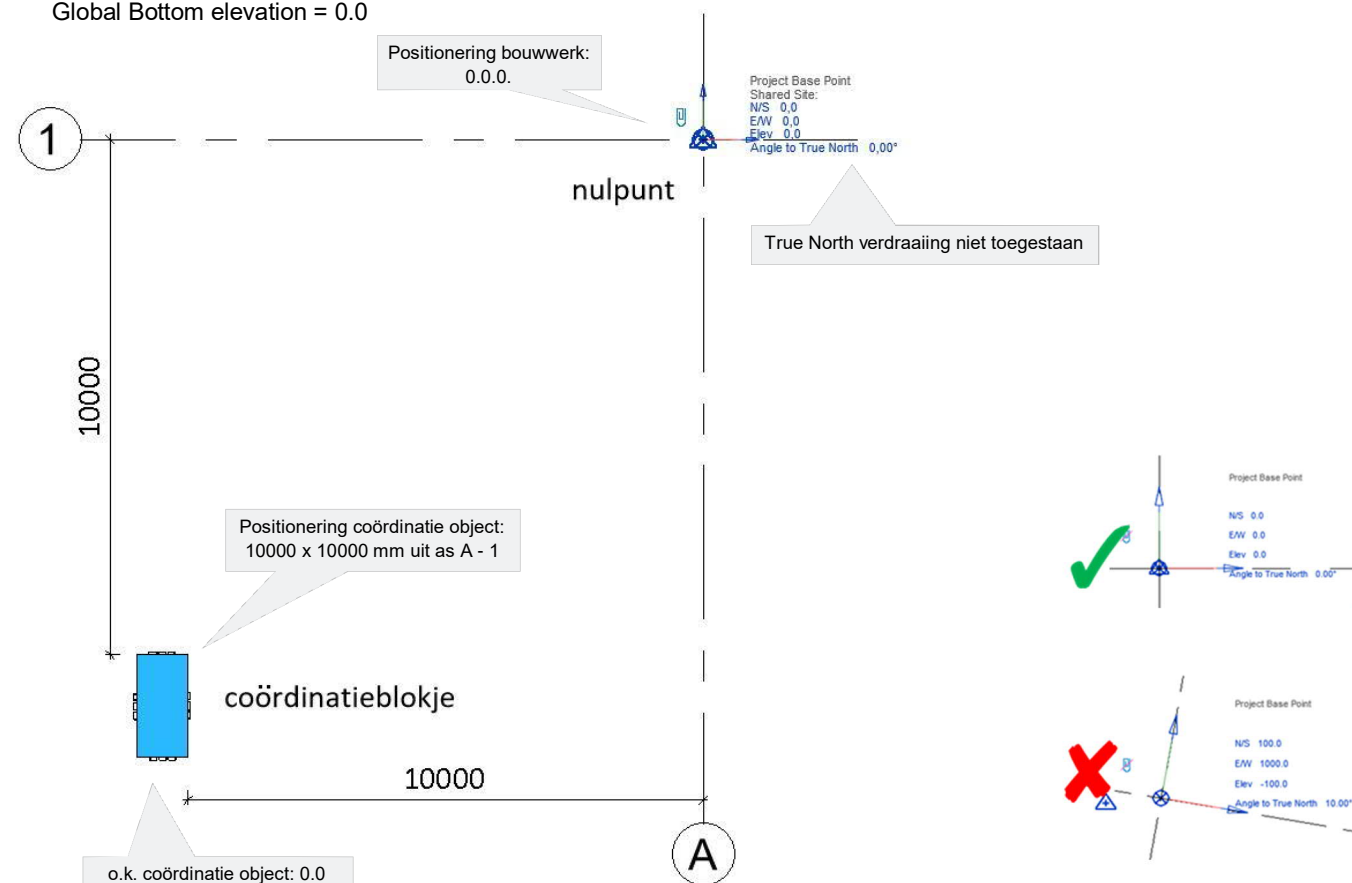 Global Bottom elevation = 0.0
Positionering bouwwerk:
0.0.0.
Project Base Point
Shared Site:
N/S 0,0
E/W 0,0
Elev 0,0
Angle to True North 0,00°
1
nulpunt
True North verdraaiing niet toegestaan
10000
Project Base Point
N/S 0.0
E/W 0.0
Elev 0.0
Angle to True North 0.00°
Positionering coördinatie object:
10000 x 10000 mm uit as A - 1
coördinatieblokje
Project Base Point
N/S 100.0
E/W 1000.0
Elev -100.0
Angle to True North 10.00°
10000
A
o.k. coördinatie object: 0.0